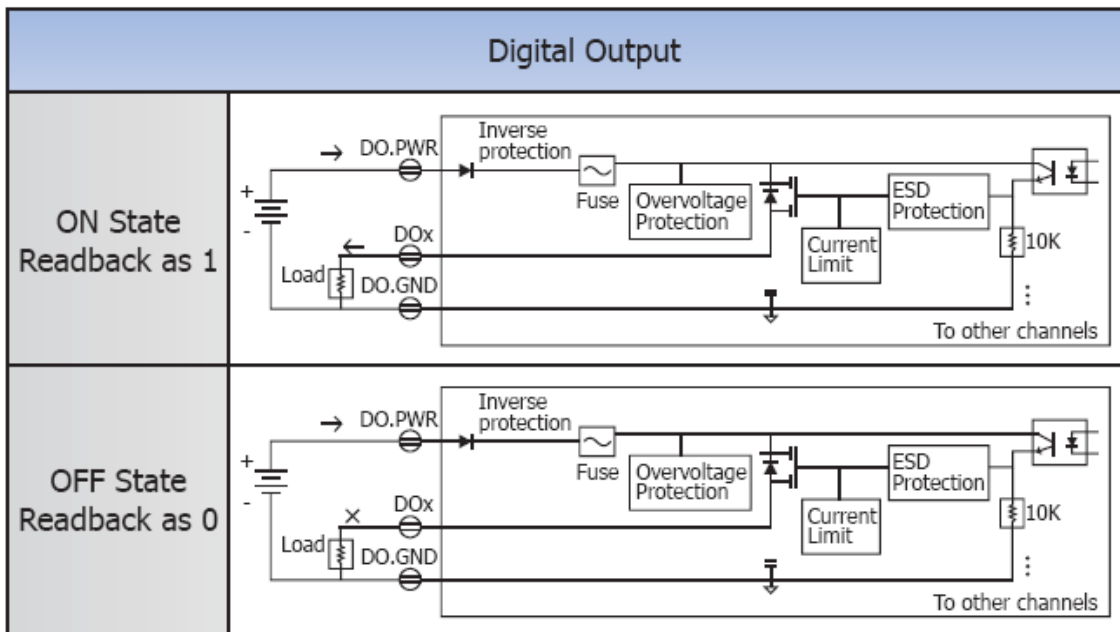 Digital Output
ON State
Readback as 1
DO.PWR
Inverse
protection
Fuse
Overvoltage
Protection
ESD
Protection
Current
Limit
10K
+
-
DOx
Load
DO.GND
To other channels
OFF State
Readback as 0
DO.PWR
Inverse
protection
Fuse
Overvoltage
Protection
ESD
Protection
Current
Limit
10K
+
-
DOx
Load
DO.GND
To other channels